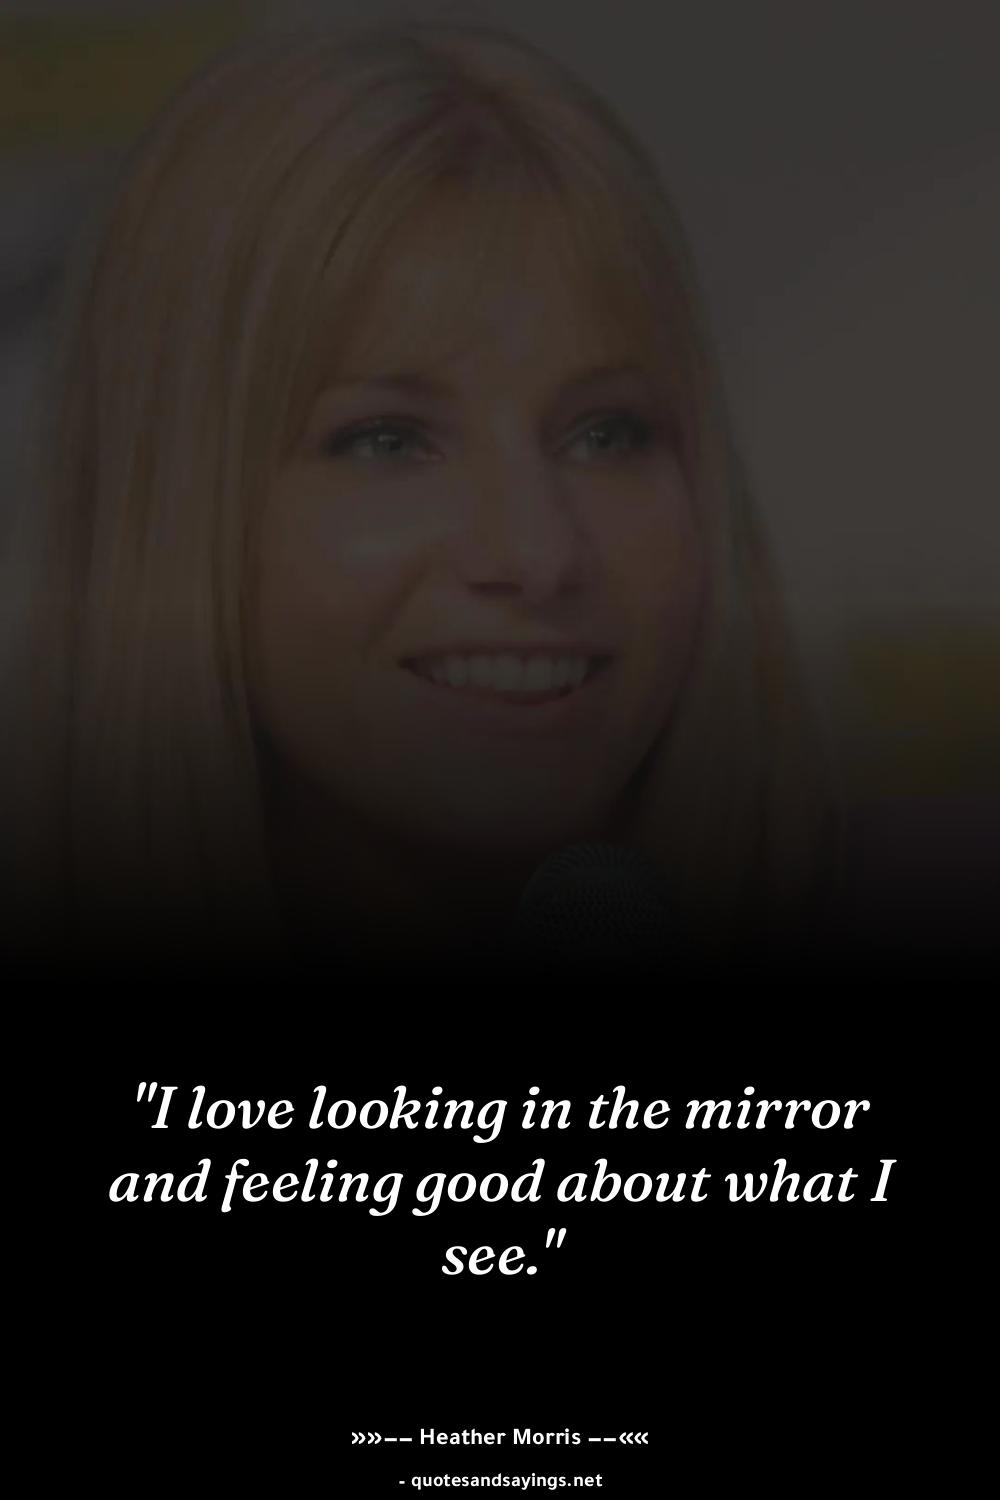 "I love looking in the mirror
and feeling good about what I
see."
»»−− Heather Morris −−««
- quotesandsayings.net